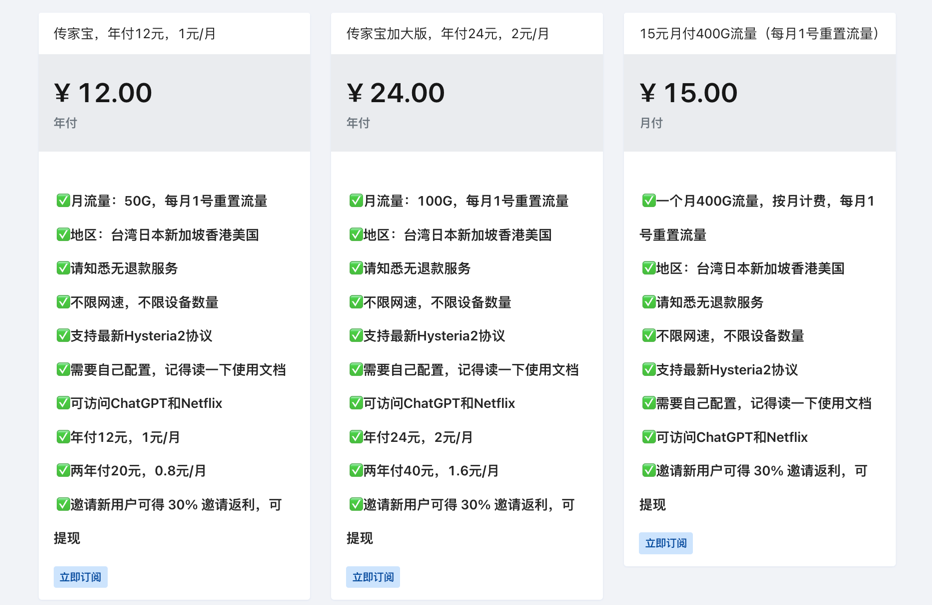 传家宝，年付12元，1元/月
¥ 12.00
年付
✅月流量：50G，每月1号重置流量
✅地区：台湾日本新加坡香港美国
✅请知悉无退款服务
✅不限网速，不限设备数量
✅支持最新Hysteria2协议
✅需要自己配置，记得读一下使用文档
✅可访问ChatGPT和Netflix
✅年付12元，1元/月
✅两年付20元，0.8元/月
✅邀请新用户可得 30% 邀请返利，可
提现
立即订阅
传家宝加大版，年付24元，2元/月
¥ 24.00
年付
✅月流量：100G，每月1号重置流量
✅地区：台湾日本新加坡香港美国
✅请知悉无退款服务
✅不限网速，不限设备数量
✅支持最新Hysteria2协议
✅需要自己配置，记得读一下使用文档
✅可访问ChatGPT和Netflix
✅年付24元，2元/月
✅两年付40元，1.6元/月
✅邀请新用户可得 30% 邀请返利，可
提现
立即订阅
15元月付400G流量（每月1号重置流量）
¥ 15.00
月付
✅一个月400G流量，按月计费，每月1
号重置流量
✅地区：台湾日本新加坡香港美国
✅请知悉无退款服务
✅不限网速，不限设备数量
✅支持最新Hysteria2协议
✅需要自己配置，记得读一下使用文档
✅可访问ChatGPT和Netflix
✅邀请新用户可得 30% 邀请返利，可
提现
立即订阅